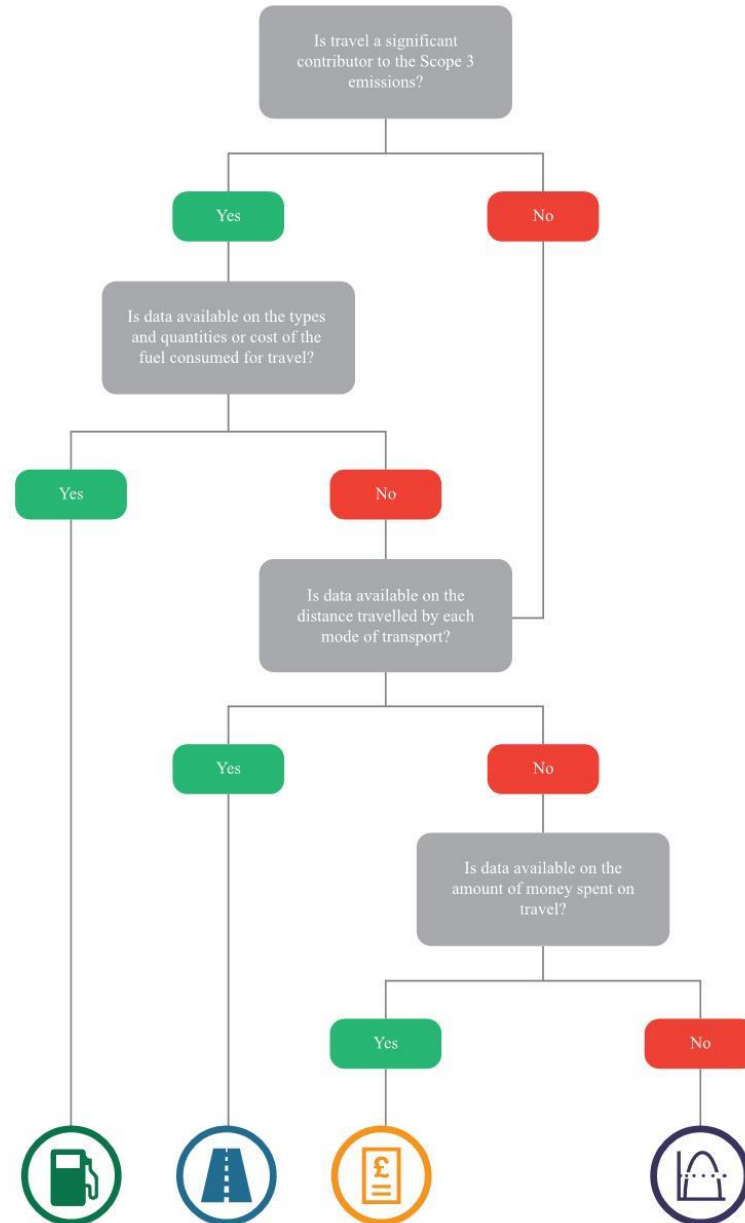 Is travel a significant
contributor to the Scope 3
emissions?
Yes
No
Is data available on the types
and quantities or cost of the
fuel consumed for travel?
Yes
No
Is data available on the
distance travelled by each
mode of transport?
Yes
No
Is data available on the
amount of money spent on
travel?
Yes
No
£